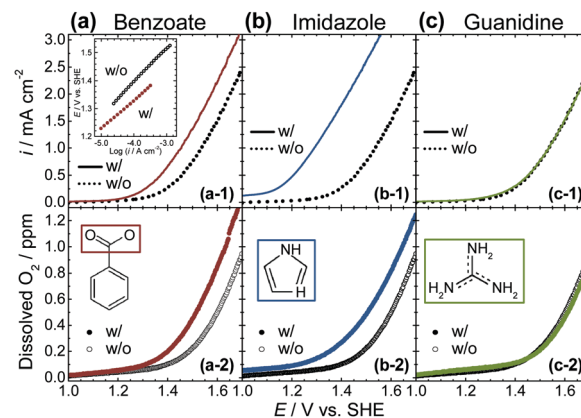 (a) Benzoate
(b) Imidazole
(c) Guanidine
i / mA cm-2
3.0
2.5
2.0
1.5
1.0
0.5
0.0
E / V vs. SHE
1.5
1.4
1.3
1.2
w/o
w/
-5.0 -4.0 -3.0
Log (i / A cm-2)
w/
w/o
(a-1)
w/
w/o
(b-1)
w/
w/o
(c-1)
Dissolved O2 / ppm
1.2
1.0
0.8
0.6
0.4
0.2
0.0
O O
w/
w/o
(a-2)
NH
H
w/
w/o
(b-2)
NH2
H2N NH2
w/
w/o
(c-2)
1.0 1.2 1.4 1.6
1.0 1.2 1.4 1.6
1.0 1.2 1.4 1.6
E / V vs. SHE